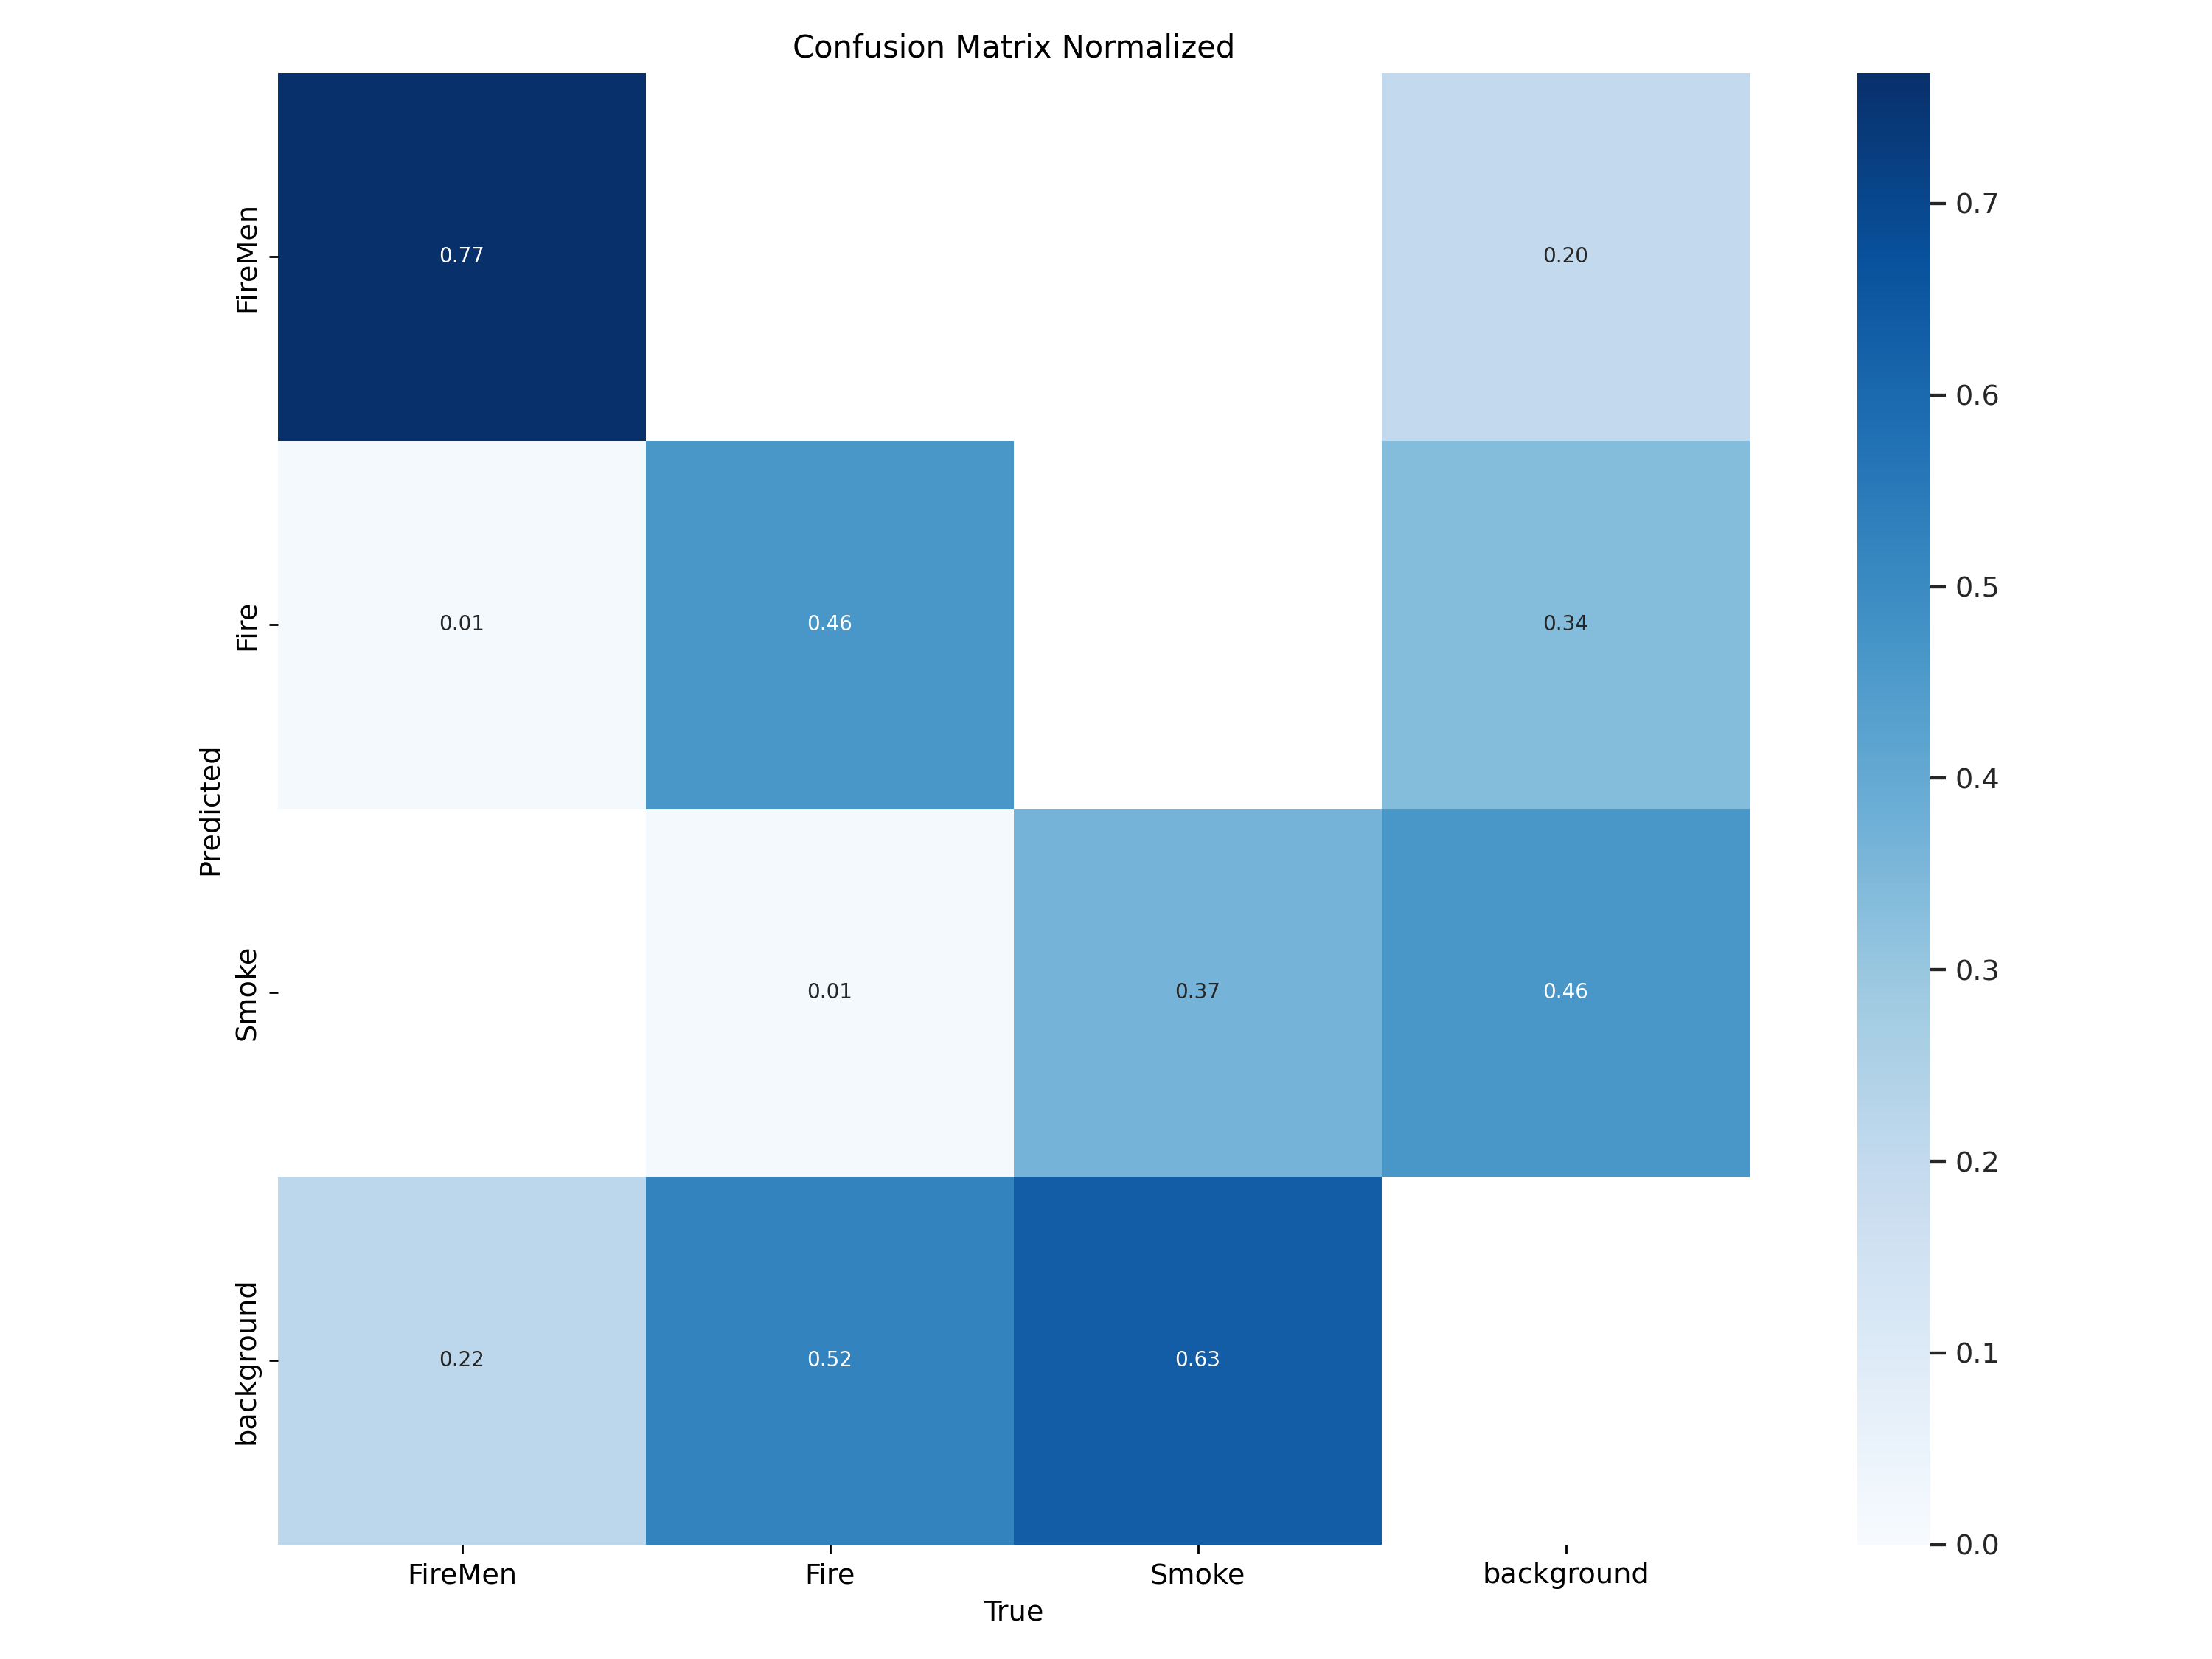 Confusion Matrix Normalized
FireMen
0.77
0.20
Fire
0.01
0.46
0.34
Smoke
0.01
0.37
0.46
background
0.22
0.52
0.63
Predicted
FireMen
Fire
Smoke
background
True
0.7
0.6
0.5
0.4
0.3
0.2
0.1
0.0